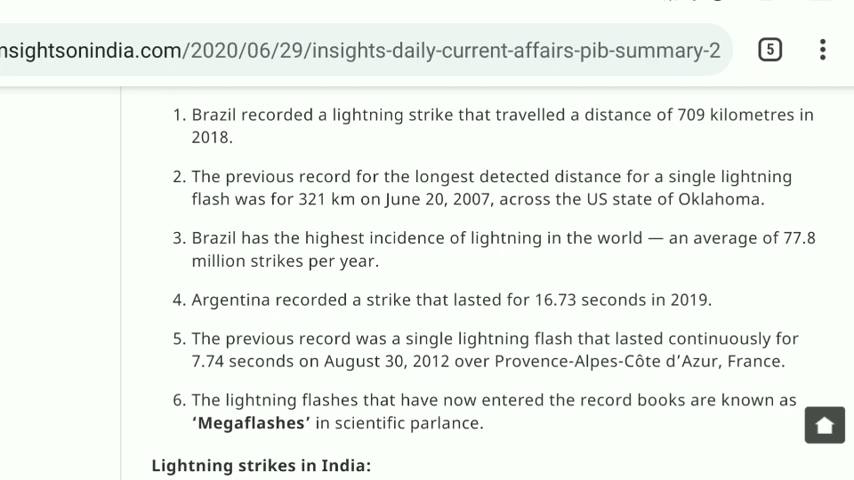 nsightsonindia.com/2020/06/29/insights-daily-current-affairs-pib-summary-2
5
1. Brazil recorded a lightning strike that travelled a distance of 709 kilometres in
2018.
2. The previous record for the longest detected distance for a single lightning
flash was for 321 km on June 20, 2007, across the US state of Oklahoma.
3. Brazil has the highest incidence of lightning in the world — an average of 77.8
million strikes per year.
4. Argentina recorded a strike that lasted for 16.73 seconds in 2019.
5. The previous record was a single lightning flash that lasted continuously for
7.74 seconds on August 30, 2012 over Provence-Alpes-Côte d’Azur, France.
6. The lightning flashes that have now entered the record books are known as
‘Megaflashes’ in scientific parlance.
Lightning strikes in India: